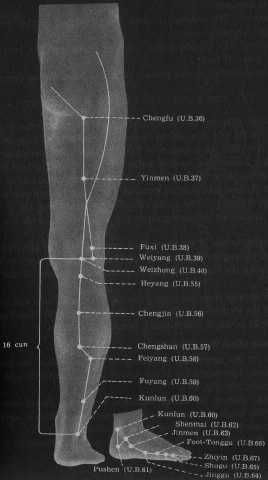 Chengfu (U.B.36)
Yinmen (U.B.37)
Fuxi (U.B.38)
Weiyang (U.B.39)
Weizhong (U.B.40)
Heyang (U.B.55)
Chengjin (U.B.56)
16 cun
Chengshan (U.B.57)
Feiyang (U.B.58)
Fuyang (U.B.59)
Kunlun (U.B.60)
Kunlun (U.B.60)
Shenmai (U.B.62)
Jinmen (U.B.63)
Foot-Tonggu (U.B.66)
Zhiyin (U.B.67)
Shugu (U.B.65)
Pushen (U.B.61)
Jinggu (U.B.64)